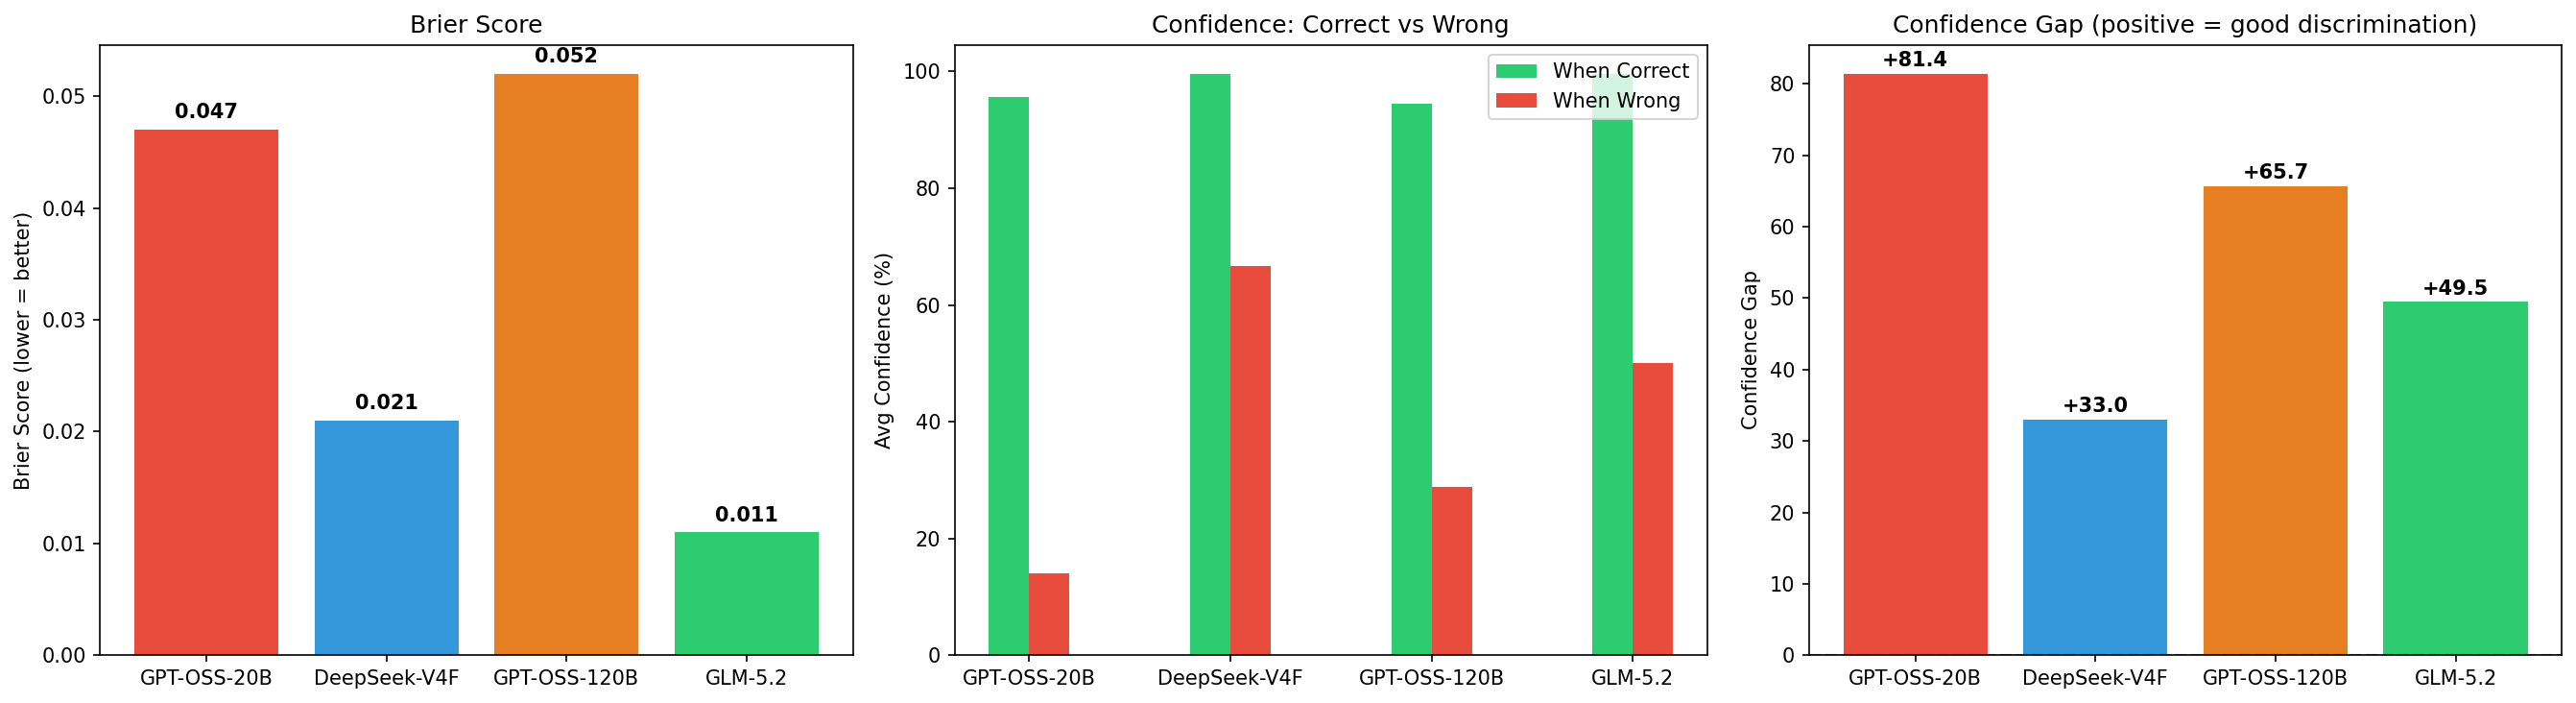 Brier Score
Brier Score (lower = better)
0.05
0.04
0.03
0.02
0.01
0.00
0.047
0.021
0.052
0.011
GPT-OSS-20B
DeepSeek-V4F
GPT-OSS-120B
GLM-5.2
Confidence: Correct vs Wrong
Avg Confidence (%)
100
80
60
40
20
0
When Correct
When Wrong
GPT-OSS-20B
DeepSeek-V4F
GPT-OSS-120B
GLM-5.2
Confidence Gap (positive = good discrimination)
Confidence Gap
80
70
60
50
40
30
20
10
0
+81.4
+33.0
+65.7
+49.5
GPT-OSS-20B
DeepSeek-V4F
GPT-OSS-120B
GLM-5.2